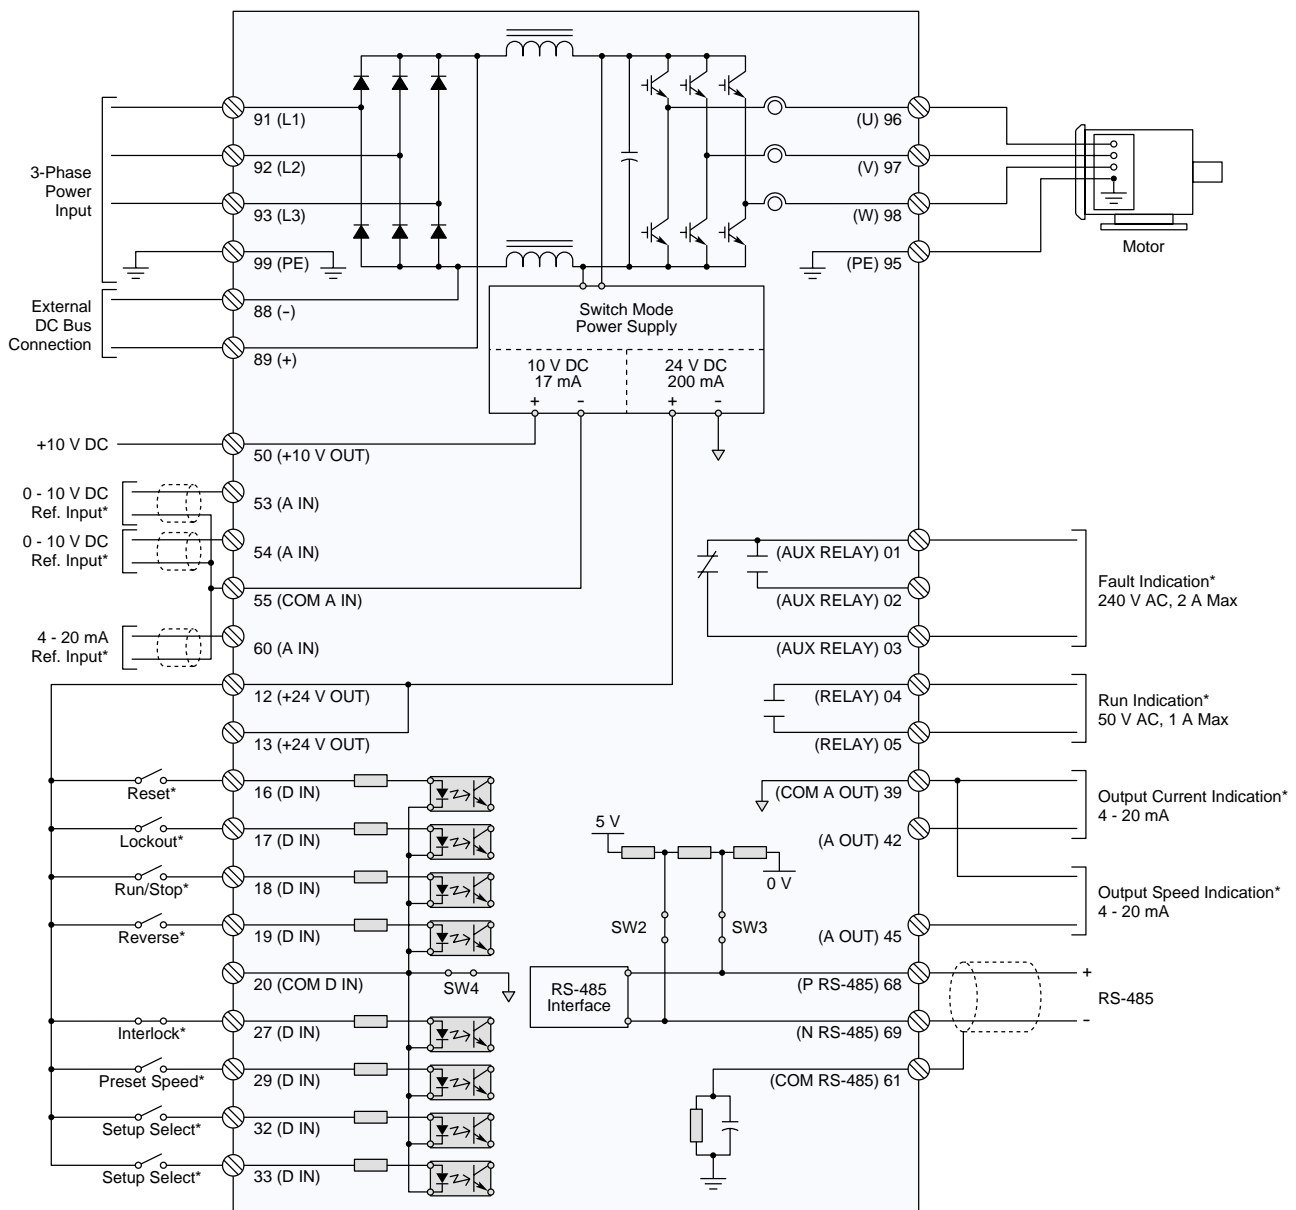 3-Phase
Power
Input
91 (L1)
92 (L2)
93 (L3)
99 (PE)
External
DC Bus
Connection
88 (-)
89 (+)
(U) 96
(V) 97
(W) 98
(PE) 95
Motor
Switch Mode
Power Supply
10 V DC
17 mA
24 V DC
200 mA
+ - + -
+10 V DC
50 (+10 V OUT)
0 - 10 V DC
Ref. Input*
53 (A IN)
0 - 10 V DC
Ref. Input*
54 (A IN)
55 (COM A IN)
4 - 20 mA
Ref. Input*
60 (A IN)
12 (+24 V OUT)
13 (+24 V OUT)
Reset*
16 (D IN)
Lockout*
17 (D IN)
Run/Stop*
18 (D IN)
Reverse*
19 (D IN)
20 (COM D IN)
SW4
Interlock*
27 (D IN)
Preset Speed*
29 (D IN)
Setup Select*
32 (D IN)
Setup Select*
33 (D IN)
(AUX RELAY) 01
(AUX RELAY) 02
(AUX RELAY) 03
Fault Indication*
240 V AC, 2 A Max
(RELAY) 04
(RELAY) 05
Run Indication*
50 V AC, 1 A Max
(COM A OUT) 39
(A OUT) 42
Output Current Indication*
4 - 20 mA
(A OUT) 45
Output Speed Indication*
4 - 20 mA
5 V
0 V
SW2
SW3
RS-485
Interface
(P RS-485) 68
(N RS-485) 69
(COM RS-485) 61
+
RS-485
-